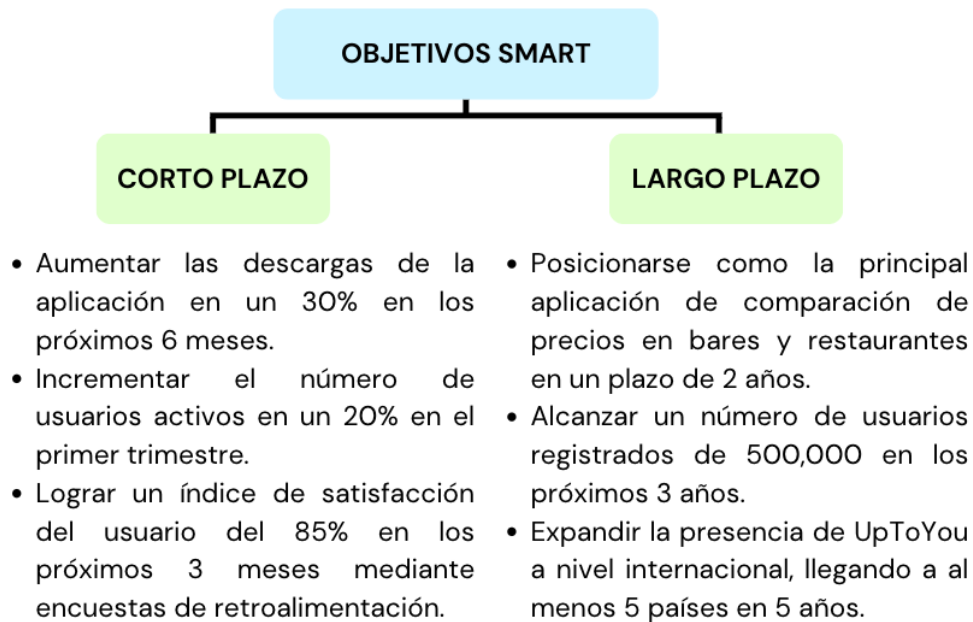 OBJETIVOS SMART
CORTO PLAZO
• Aumentar las descargas de la
aplicación en un 30% en los
próximos 6 meses.
• Incrementar el número de
usuarios activos en un 20% en el
primer trimestre.
• Lograr un índice de satisfacción
del usuario del 85% en los
próximos 3 meses mediante
encuestas de retroalimentación.
LARGO PLAZO
• Posicionarse como la principal
aplicación de comparación de
precios en bares y restaurantes
en un plazo de 2 años.
• Alcanzar un número de usuarios
registrados de 500,000 en los
próximos 3 años.
• Expandir la presencia de UpToYou
a nivel internacional, llegando a al
menos 5 países en 5 años.